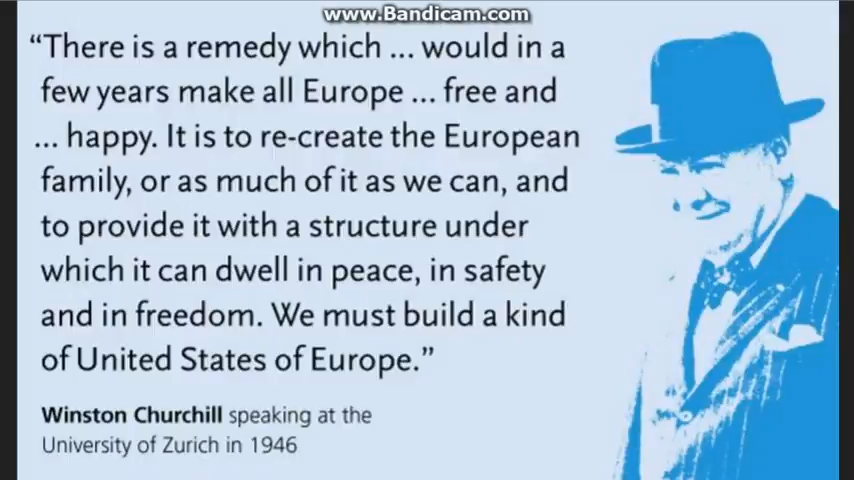 www.Bandicam.com
“There is a remedy which ... would in a
few years make all Europe ... free and
... happy. It is to re-create the European
family, or as much of it as we can, and
to provide it with a structure under
which it can dwell in peace, in safety
and in freedom. We must build a kind
of United States of Europe.”
Winston Churchill speaking at the
University of Zurich in 1946